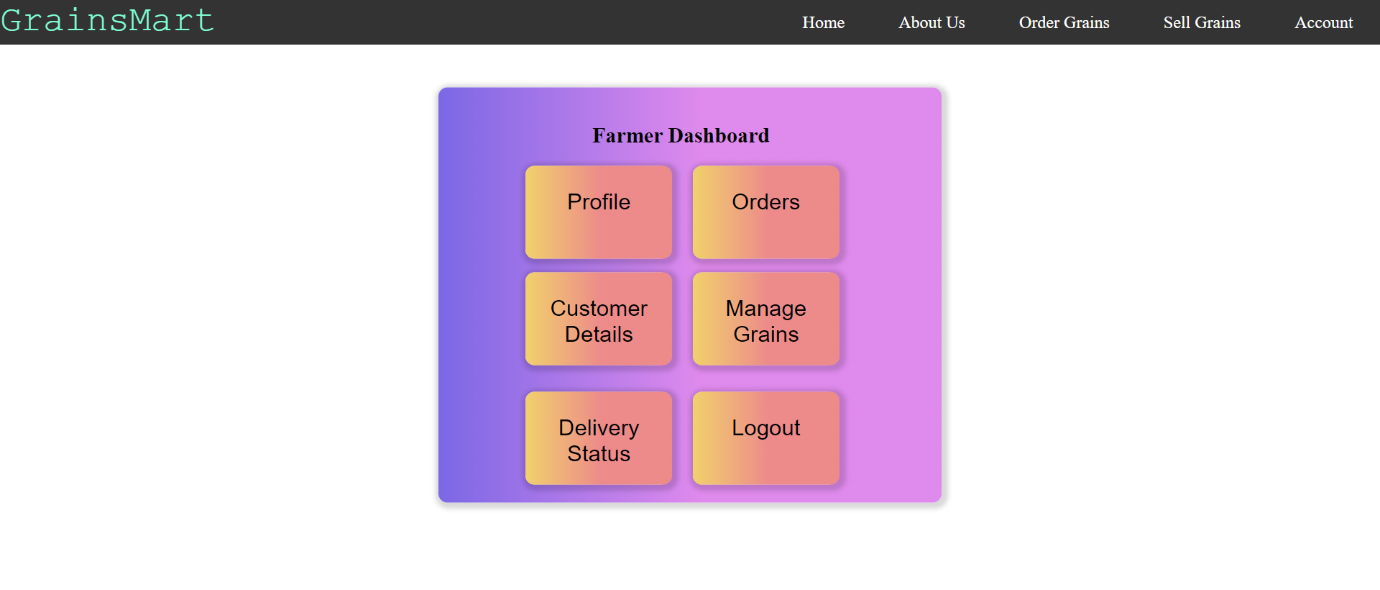 GrainsMart
Home About Us Order Grains Sell Grains Account
Farmer Dashboard
Profile
Orders
Customer
Details
Manage
Grains
Delivery
Status
Logout